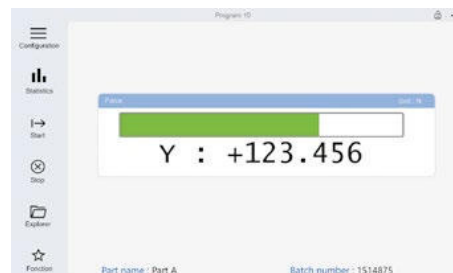 Program 10
Configuration
Statistics
Start
Stop
Explorer
Function
Force
Unit : N
Y : +123.456
Part name : Part A
Batch number : 1514875